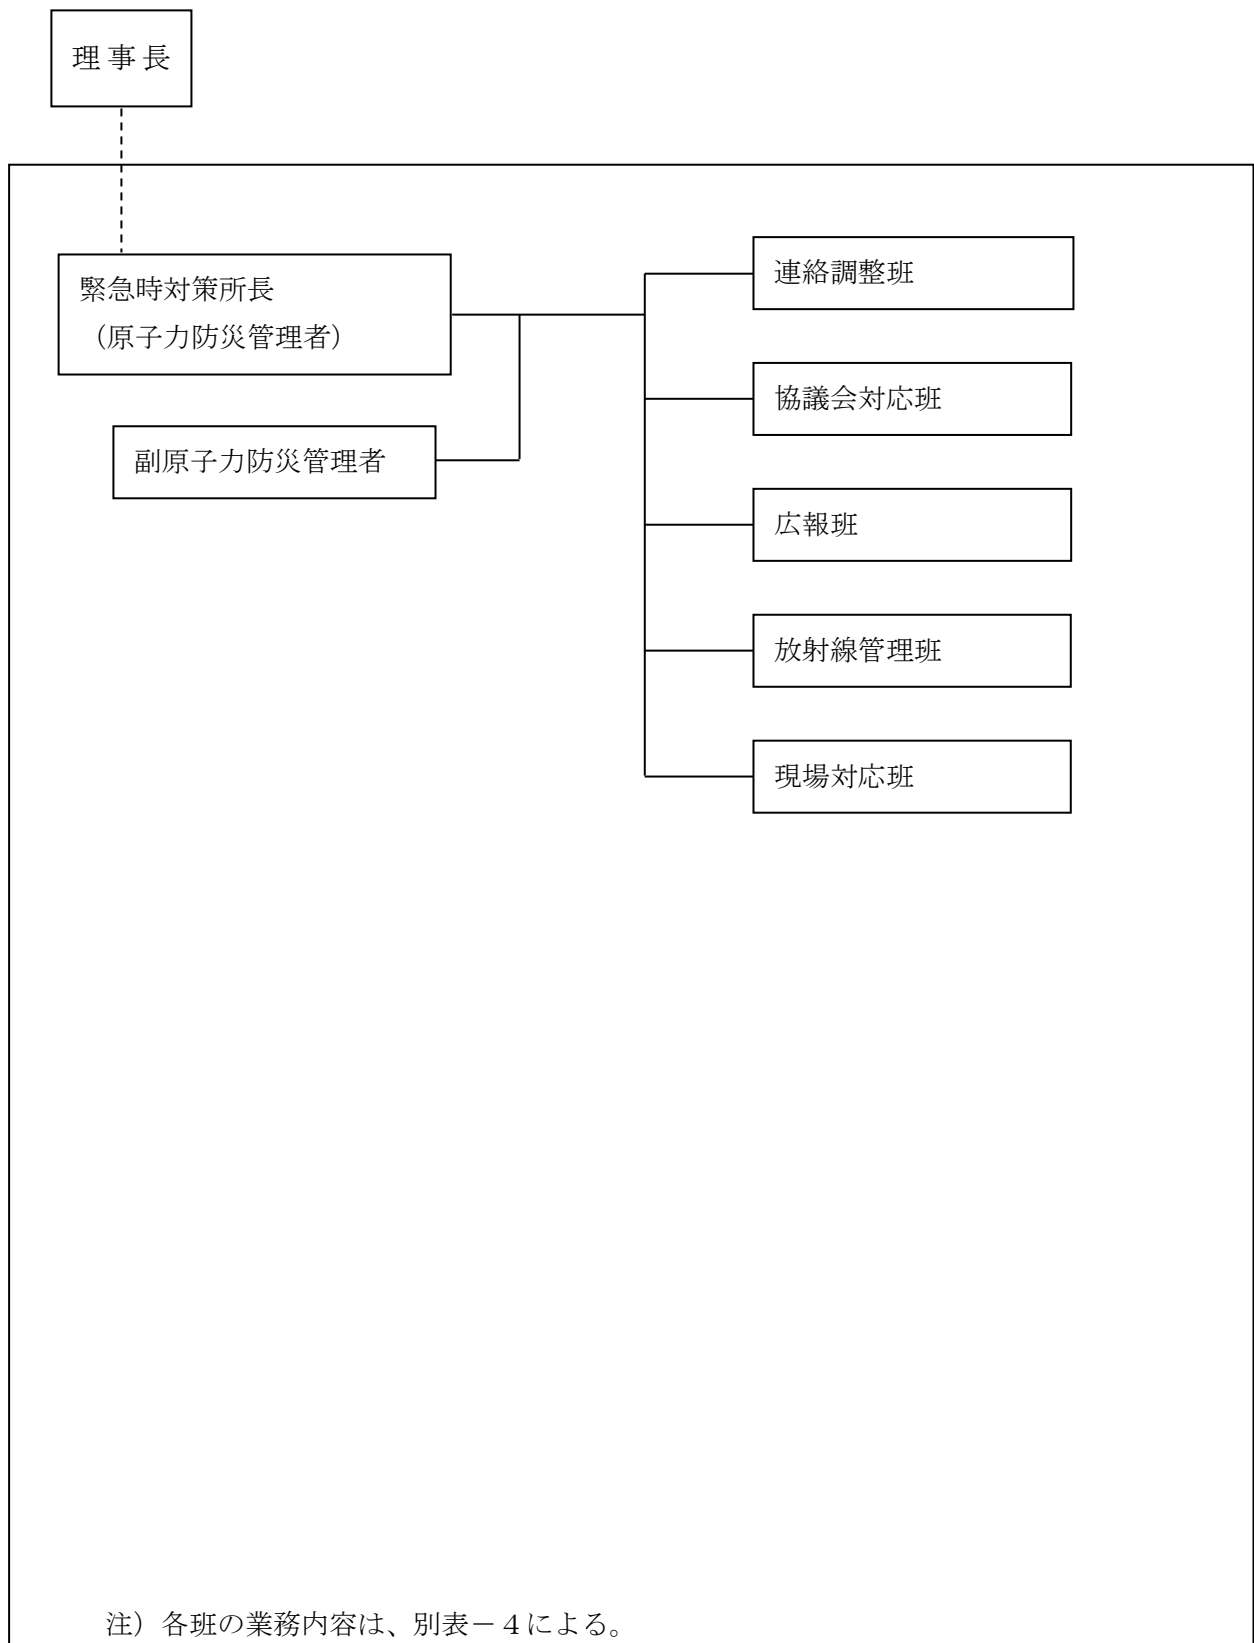 理事長
緊急時対策所長
（原子力防災管理者）
副原子力防災管理者
連絡調整班
協議会対応班
広報班
放射線管理班
現場対応班
注）各班の業務内容は、別表－４による。